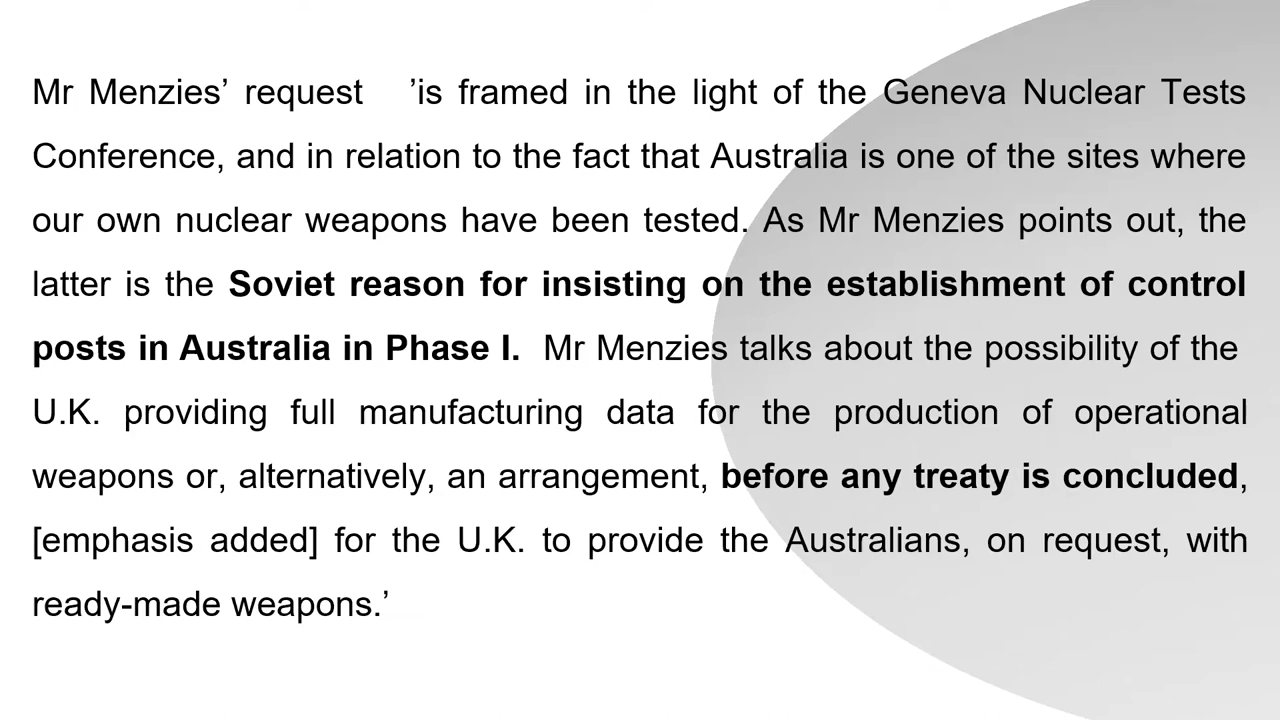 Mr Menzies’ request ’is framed in the light of the Geneva Nuclear Tests
Conference, and in relation to the fact that Australia is one of the sites where
our own nuclear weapons have been tested. As Mr Menzies points out, the
latter is the Soviet reason for insisting on the establishment of control
posts in Australia in Phase I. Mr Menzies talks about the possibility of the
U.K. providing full manufacturing data for the production of operational
weapons or, alternatively, an arrangement, before any treaty is concluded,
[emphasis added] for the U.K. to provide the Australians, on request, with
ready-made weapons.’